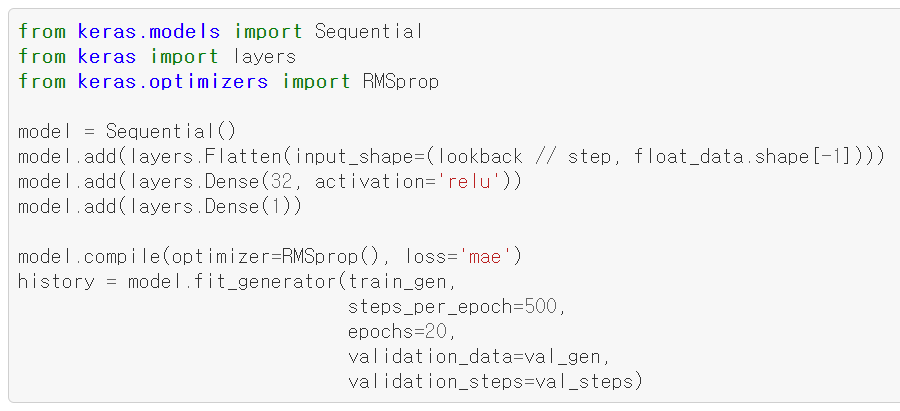 from keras.models import Sequential
from keras import layers
from keras.optimizers import RMSprop
model = Sequential()
model.add(layers.Flatten(input_shape=(lookback // step, float_data.shape[-1])))
model.add(layers.Dense(32, activation='relu'))
model.add(layers.Dense(1))
model.compile(optimizer=RMSprop(), loss='mae')
history = model.fit_generator(train_gen,
steps_per_epoch=500,
epochs=20,
validation_data=val_gen,
validation_steps=val_steps)